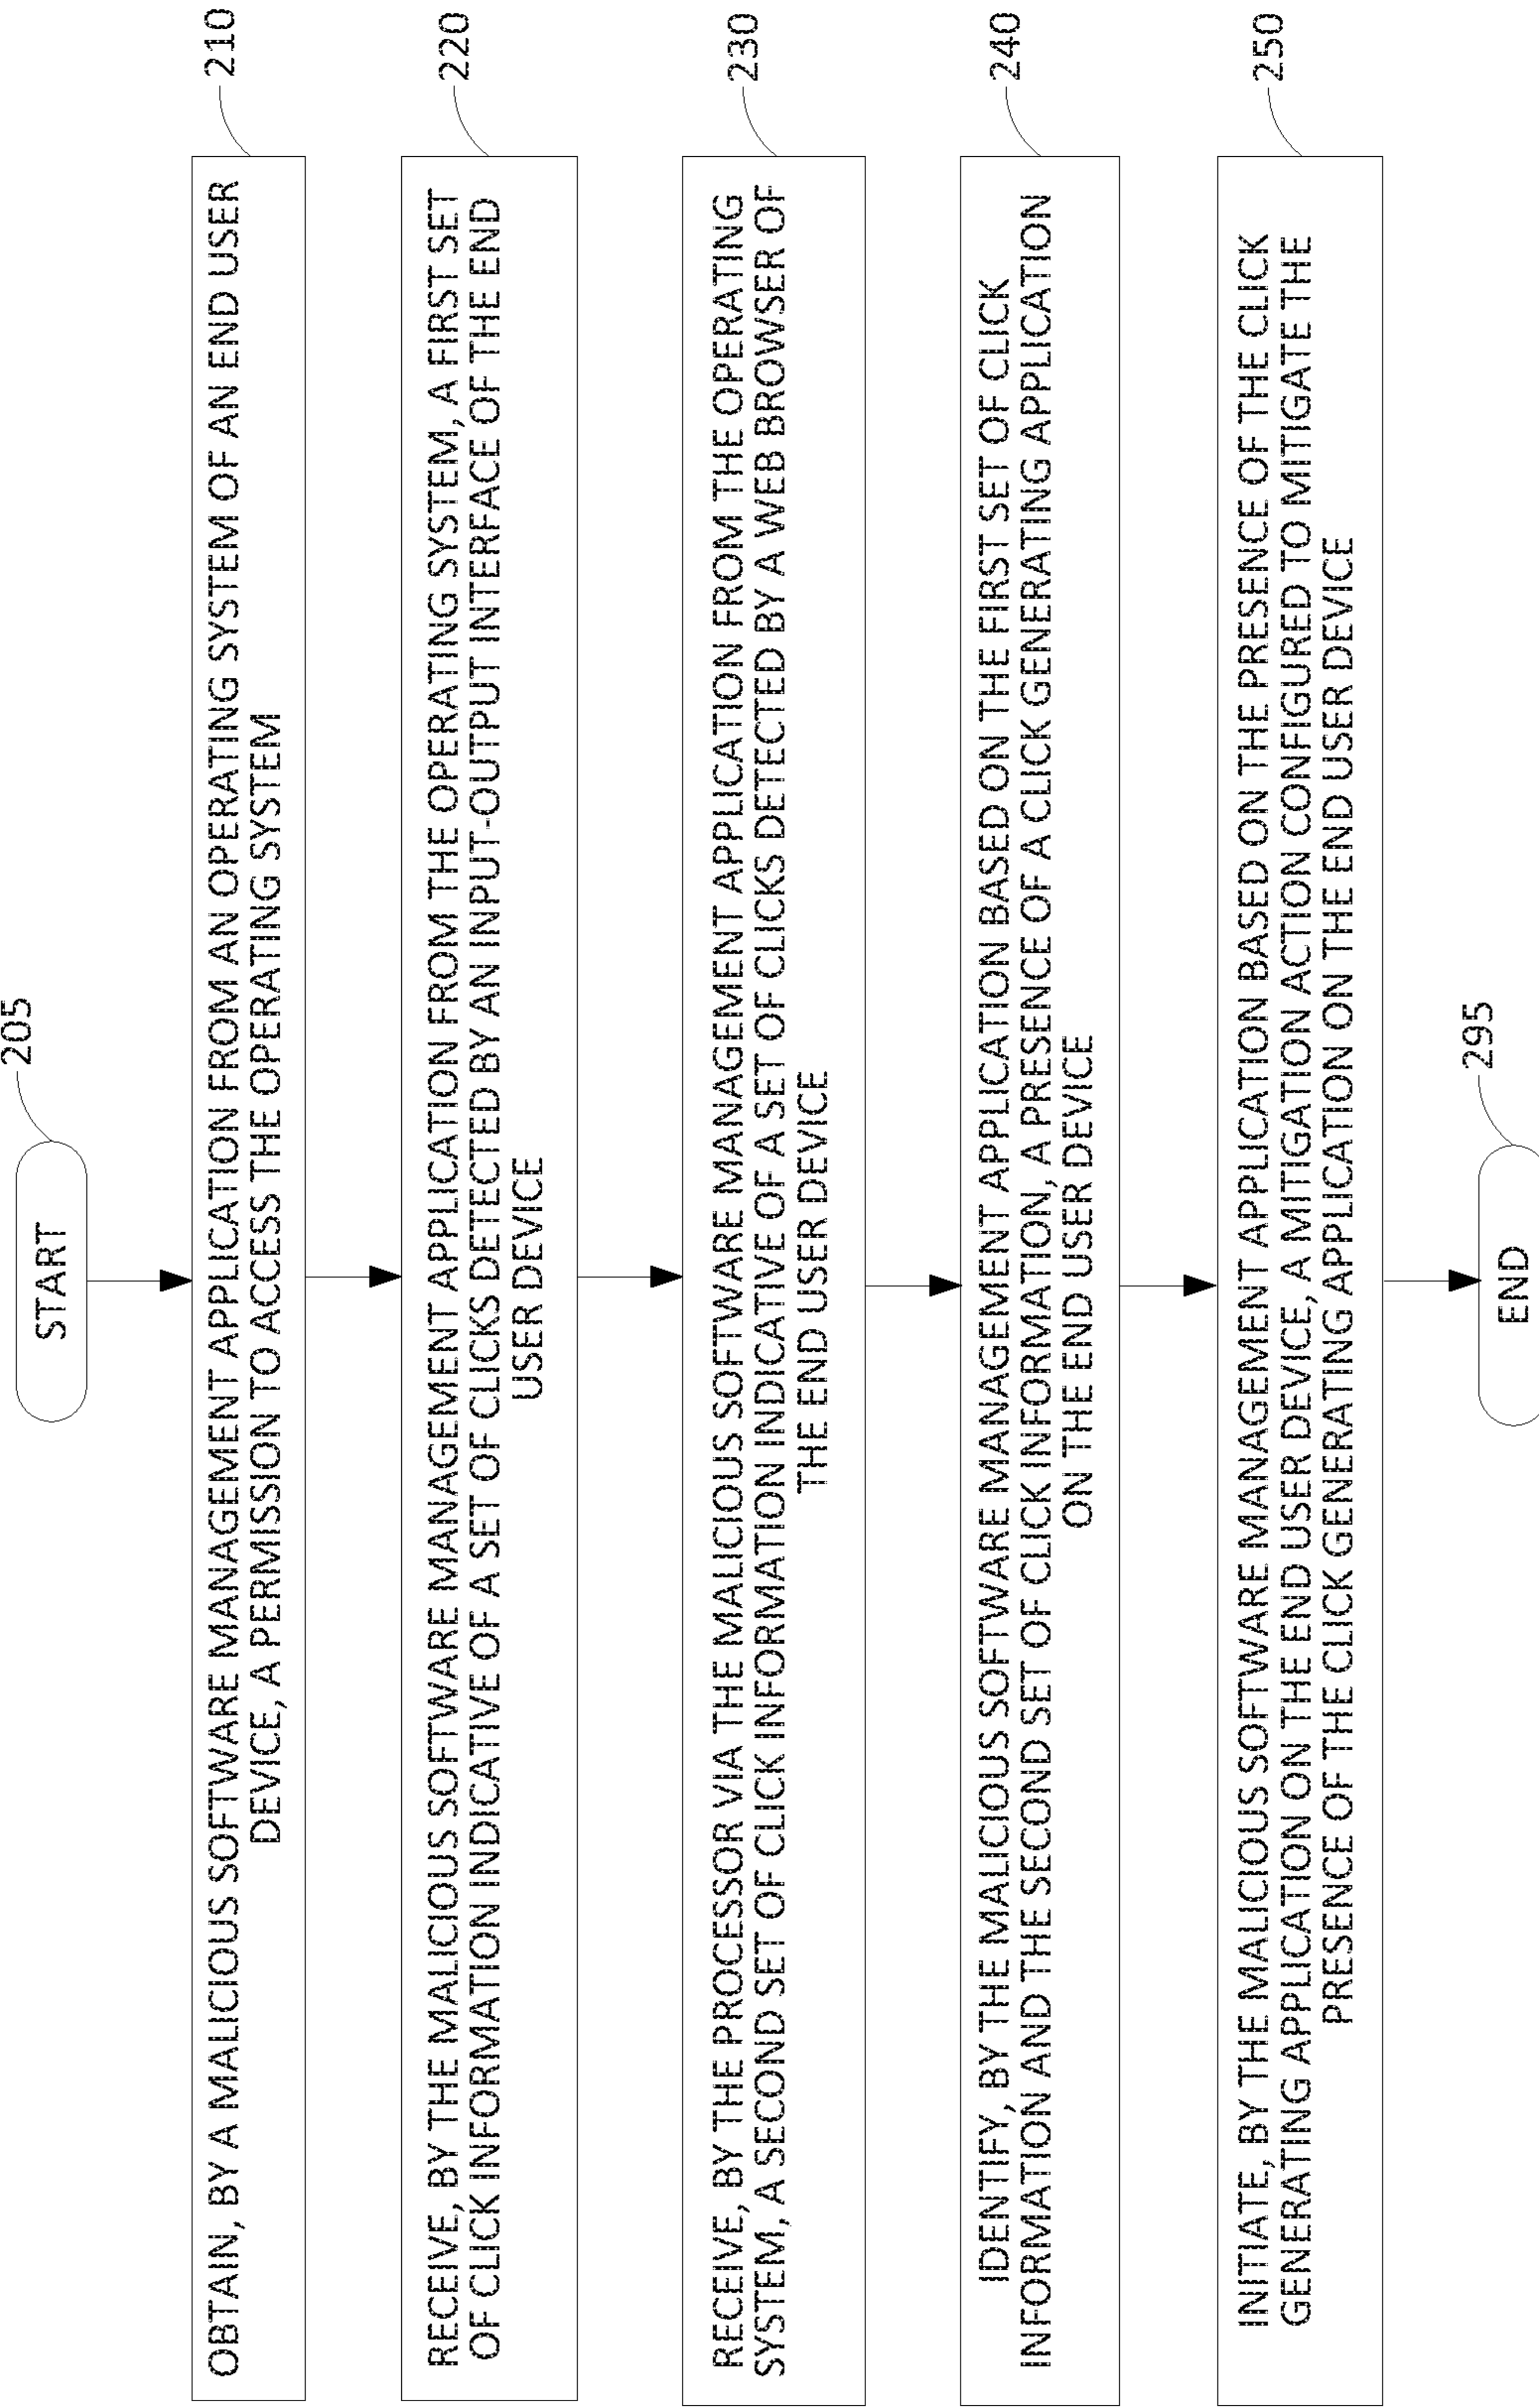 205
START
210
OBTAIN, BY A MALICIOUS SOFTWARE MANAGEMENT APPLICATION FROM AN OPERATING SYSTEM OF AN END USER
DEVICE, A PERMISSION TO ACCESS THE OPERATING SYSTEM
220
RECEIVE, BY THE MALICIOUS SOFTWARE MANAGEMENT APPLICATION FROM THE OPERATING SYSTEM, A FIRST SET
OF CLICK INFORMATION INDICATIVE OF A SET OF CLICKS DETECTED BY AN INPUT-OUTPUT INTERFACE OF THE END
USER DEVICE
230
RECEIVE, BY THE PROCESSOR VIA THE MALICIOUS SOFTWARE MANAGEMENT APPLICATION FROM THE OPERATING
SYSTEM, A SECOND SET OF CLICK INFORMATION INDICATIVE OF A SET OF CLICKS DETECTED BY A WEB BROWSER OF
THE END USER DEVICE
240
IDENTIFY, BY THE MALICIOUS SOFTWARE MANAGEMENT APPLICATION BASED ON THE FIRST SET OF CLICK
INFORMATION AND THE SECOND SET OF CLICK INFORMATION, A PRESENCE OF A CLICK GENERATING APPLICATION
ON THE END USER DEVICE
250
INITIATE, BY THE MALICIOUS SOFTWARE MANAGEMENT APPLICATION BASED ON THE PRESENCE OF THE CLICK
GENERATING APPLICATION ON THE END USER DEVICE, A MITIGATION ACTION CONFIGURED TO MITIGATE THE
PRESENCE OF THE CLICK GENERATING APPLICATION ON THE END USER DEVICE
295
END